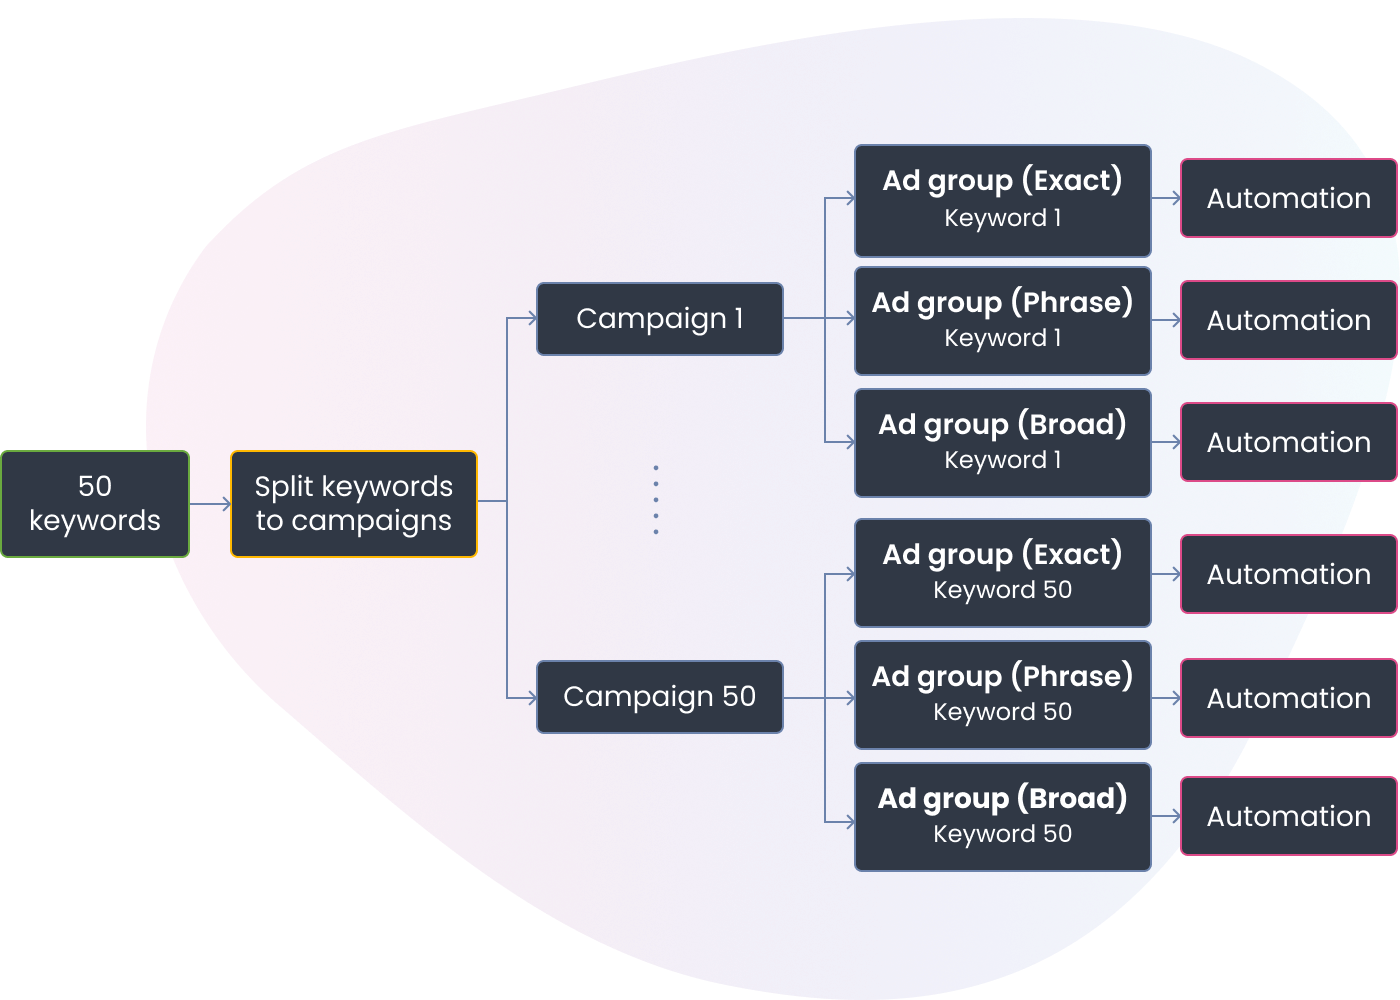 50
keywords
Split keywords
to campaigns
Campaign 1
Ad group (Exact)
Keyword 1
Automation
Ad group (Phrase)
Keyword 1
Automation
Ad group (Broad)
Keyword 1
Automation
Campaign 50
Ad group (Exact)
Keyword 50
Automation
Ad group (Phrase)
Keyword 50
Automation
Ad group (Broad)
Keyword 50
Automation